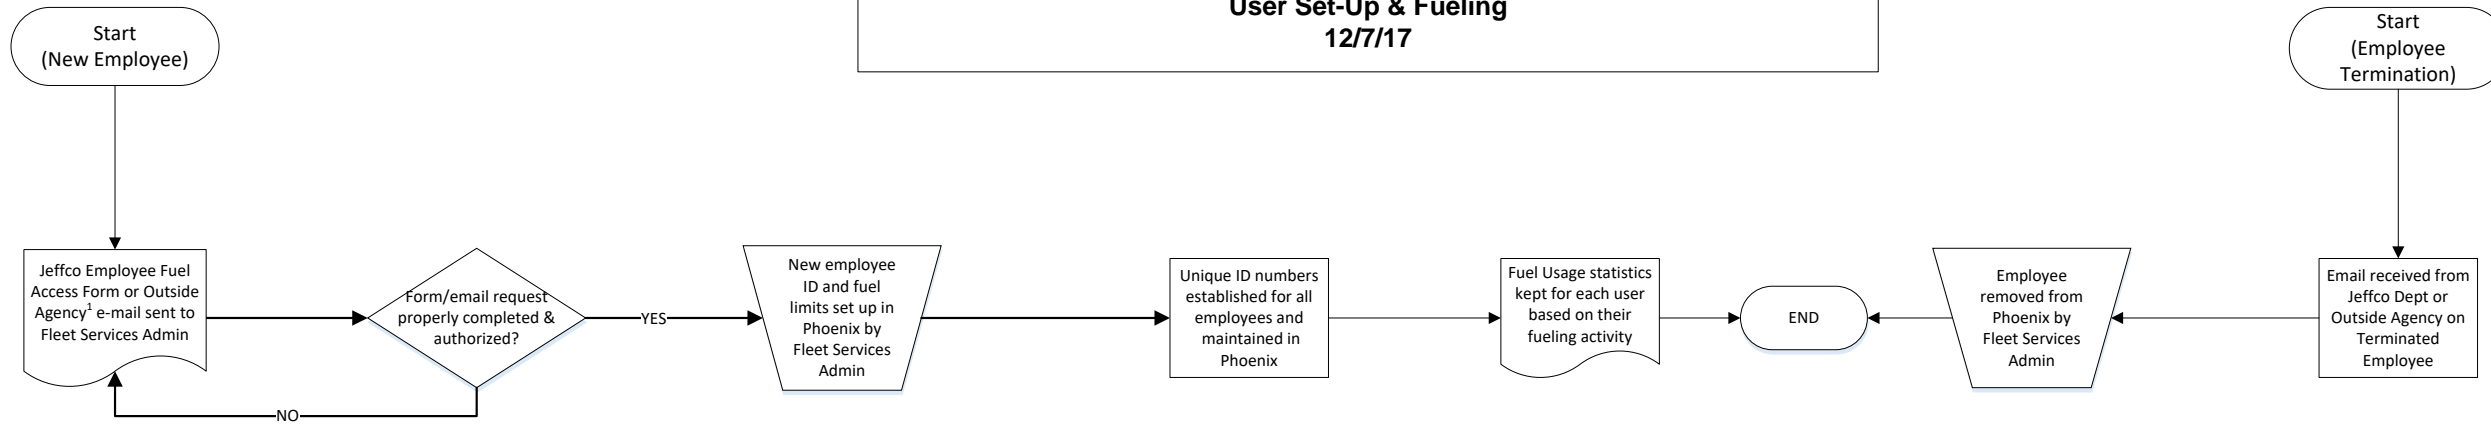 User Set-Up & Fueling
12/7/17
Start
(New Employee)
Start
(Employee
Termination)
Jeffco Employee Fuel
Access Form or Outside
Agency1 e-mail sent to
Fleet Services Admin
Form/email request
properly completed &
authorized?
YES
NO
New employee
ID and fuel
limits set up in
Phoenix by
Fleet Services
Admin
Unique ID numbers
established for all
employees and
maintained in
Phoenix
Fuel Usage statistics
kept for each user
based on their
fueling activity
END
Employee
removed from
Phoenix by
Fleet Services
Admin
Email received from
Jeffco Dept or
Outside Agency on
Terminated
Employee